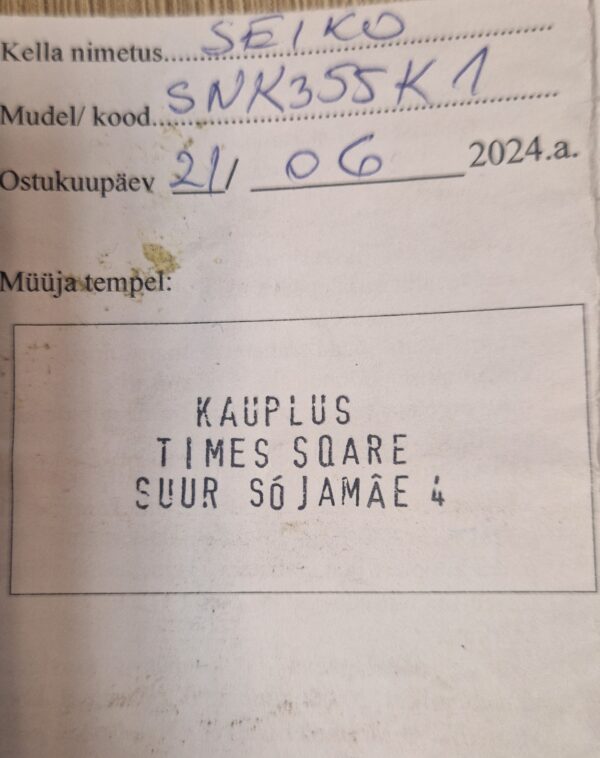 Kella nimetus.....SEIKO.....
Mudel/ kood.....SNK355K1.....
Ostukuupäev 21/ 06 2024.a.
Müüja tempel:
KAUPLUS
TIMES SQARE
SUUR SÓJAMÂE 4